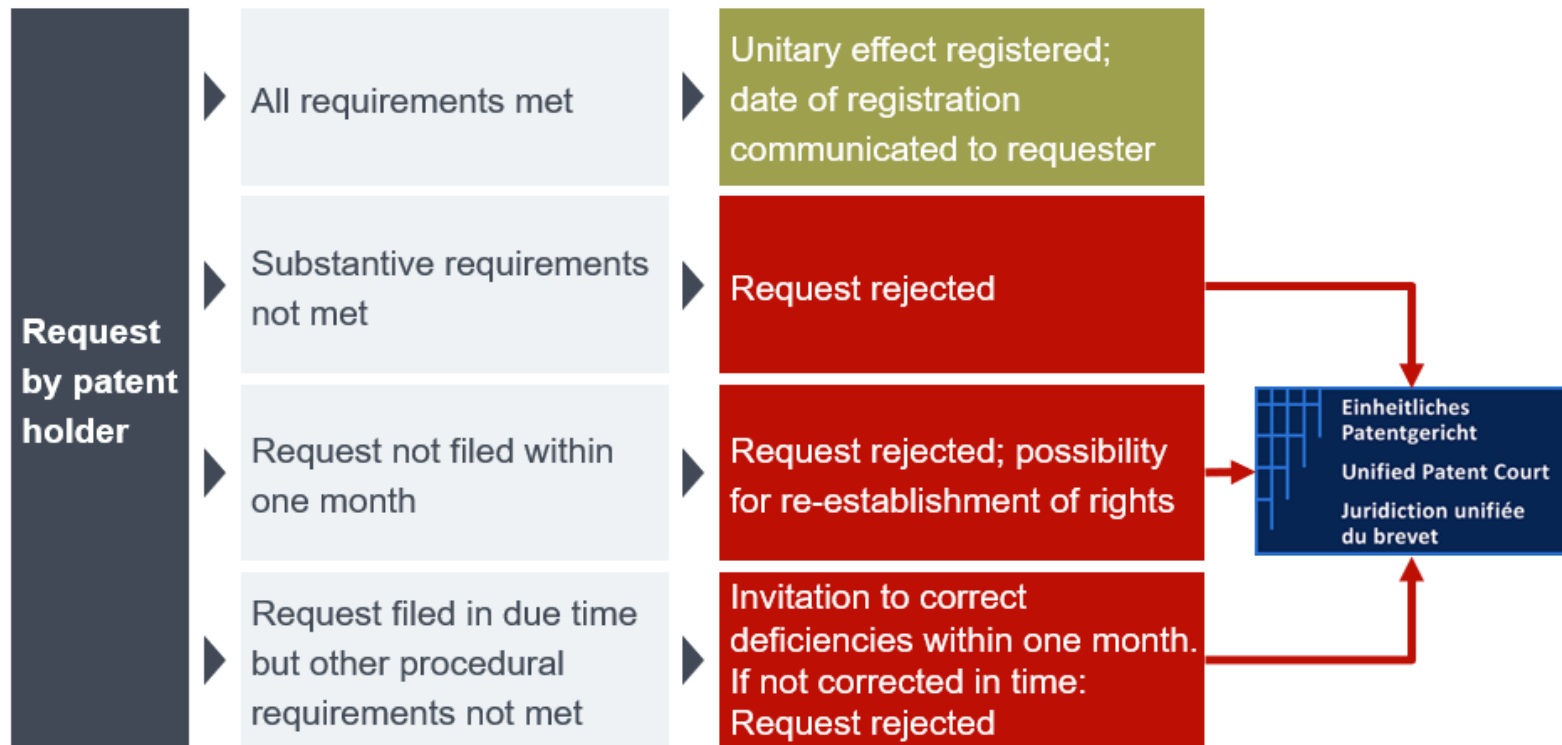 Request
by patent
holder
All requirements met
Unitary effect registered;
date of registration
communicated to requester
Substantive requirements
not met
Request rejected
Request not filed within
one month
Request rejected; possibility
for re-establishment of rights
Request filed in due time
but other procedural
requirements not met
Invitation to correct
deficiencies within one month.
If not corrected in time:
Request rejected
Einheitliches
Patentgericht
Unified Patent Court
Juridiction unifiée
du brevet